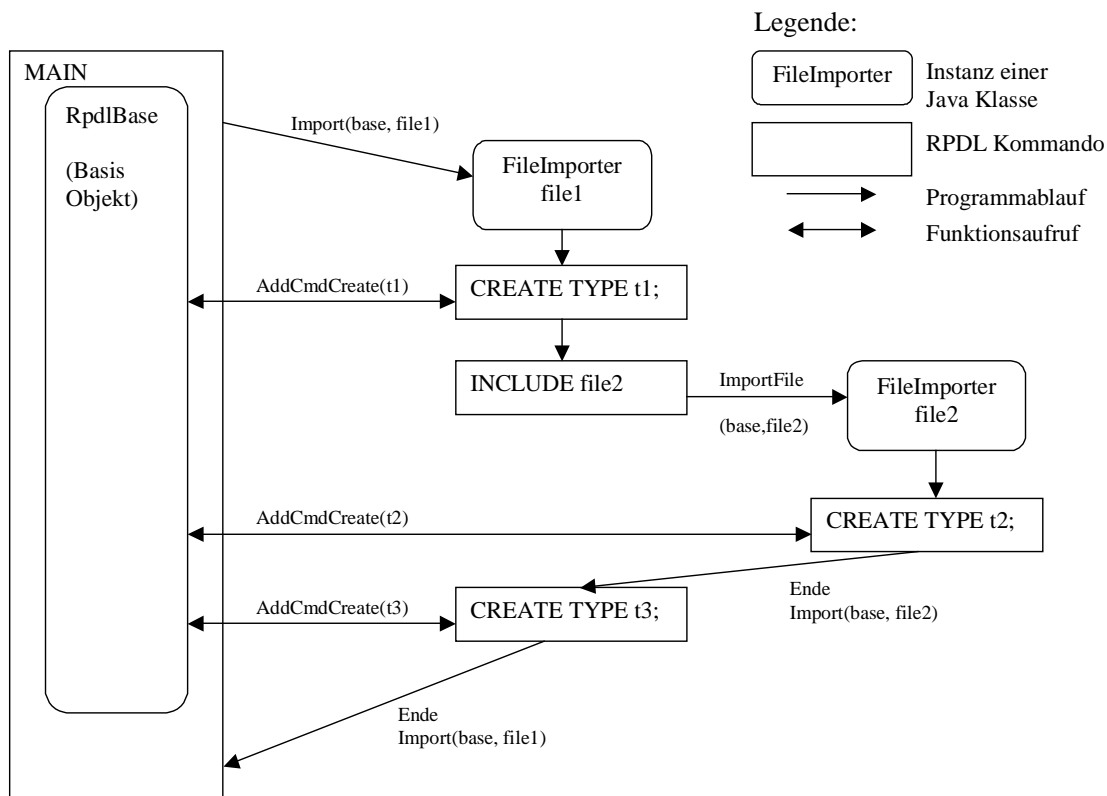 Legende:
MAIN
RpdlBase
(Basis
Objekt)
Import(base, file1)
FileImporter
file1
FileImporter
Instanz einer
Java Klasse
RPDL Kommando
Programmablauf
Funktionsaufruf
AddCmdCreate(t1)
CREATE TYPE t1;
INCLUDE file2
ImportFile
(base,file2)
FileImporter
file2
AddCmdCreate(t2)
CREATE TYPE t2;
AddCmdCreate(t3)
CREATE TYPE t3;
Ende
Import(base, file2)
Ende
Import(base, file1)